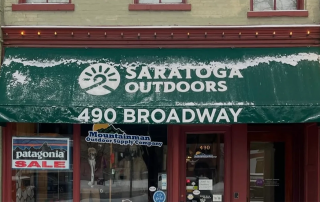 SARATOGA
OUTDOORS
490 BROADWAY
Mountainman
Outdoor Supply Company
patagonia
SALE